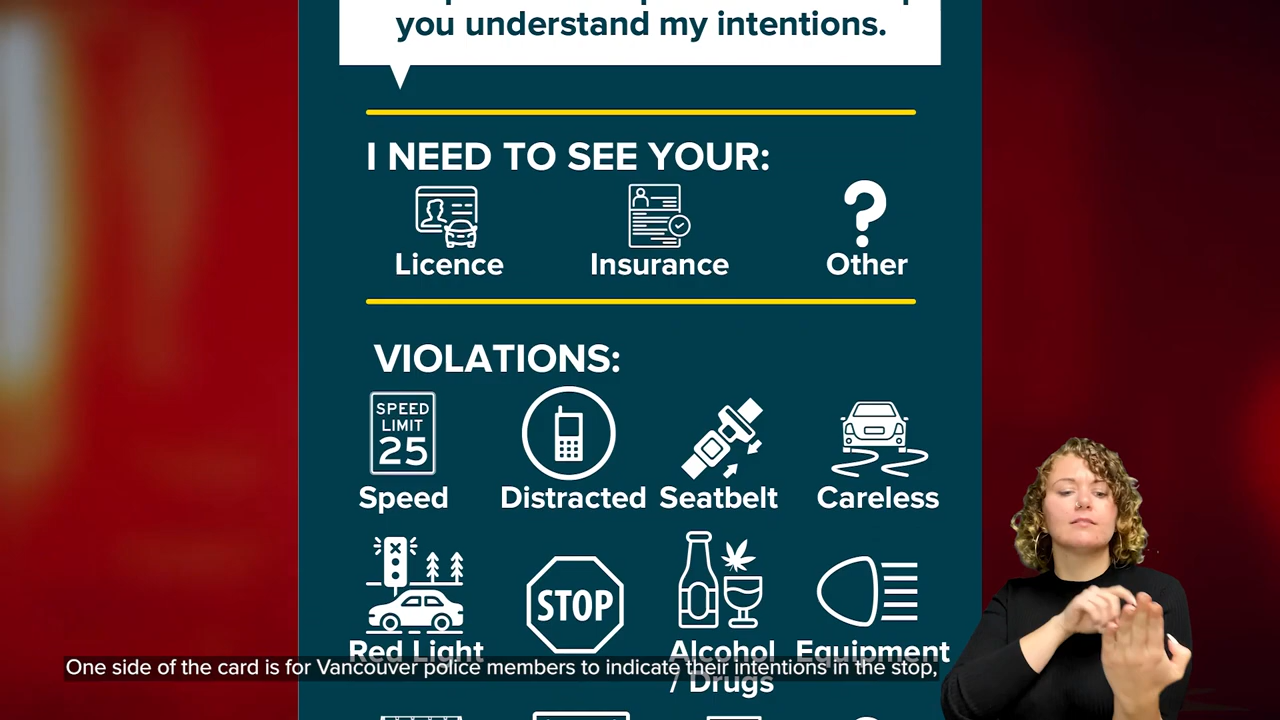 you understand my intentions.
I NEED TO SEE YOUR:
Licence
Insurance
Other
VIOLATIONS:
SPEED
LIMIT
25
Speed
Distracted
Seatbelt
Careless
STOP
Red Light
Alcohol
/ Drugs
Equipment
One side of the card is for Vancouver police members to indicate their intentions in the stop,